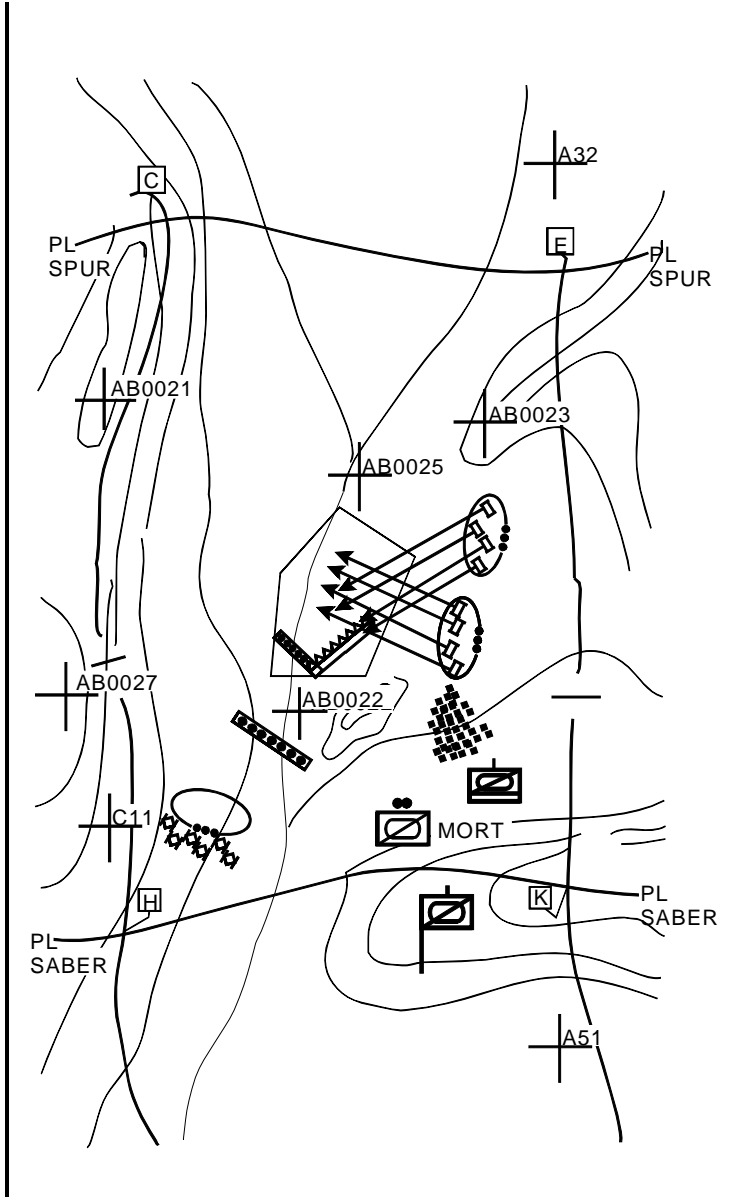 A32
C
E
PL
SPUR
PL
SPUR
AB0021
AB0023
AB0025
AB0027
AB0022
C11
MORT
H
K
PL
SABER
PL
SABER
A51